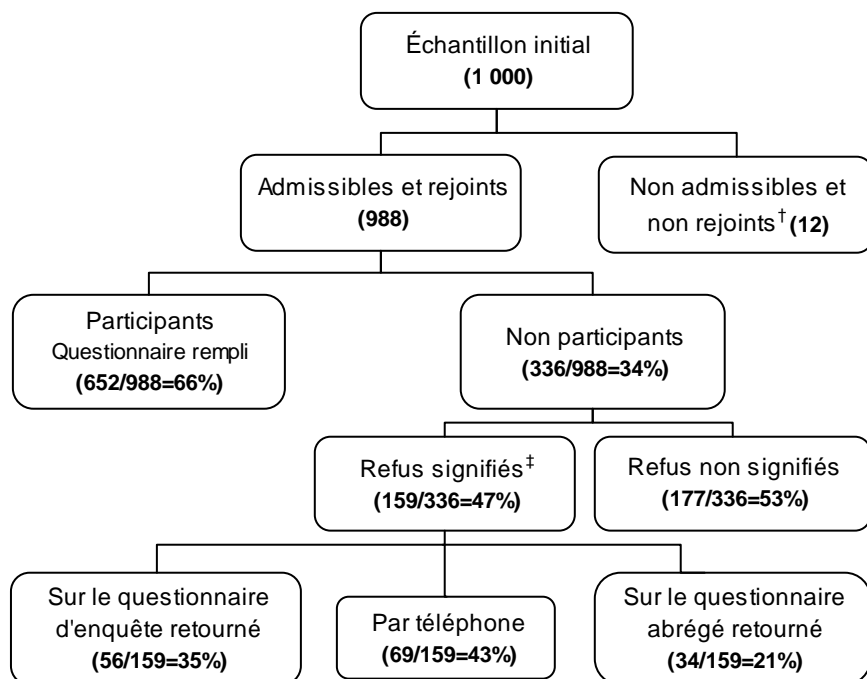 Échantillon initial
(1 000)
Admissibles et rejoints
(988)
Non admissibles et
non rejoints† (12)
Participants
Questionnaire rempli
(652/988=66%)
Non participants
(336/988=34%)
Refus signifiés‡
(159/336=47%)
Refus non signifiés
(177/336=53%)
Sur le questionnaire
d'enquête retourné
(56/159=35%)
Par téléphone
(69/159=43%)
Sur le questionnaire
abrégé retourné
(34/159=21%)